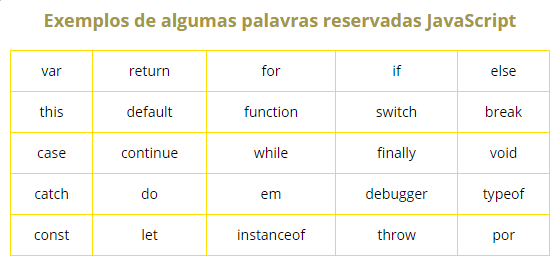 Exemplos de algumas palavras reservadas JavaScript
var return for if else
this default function switch break
case continue while finally void
catch do em debugger typeof
const let instanceof throw por